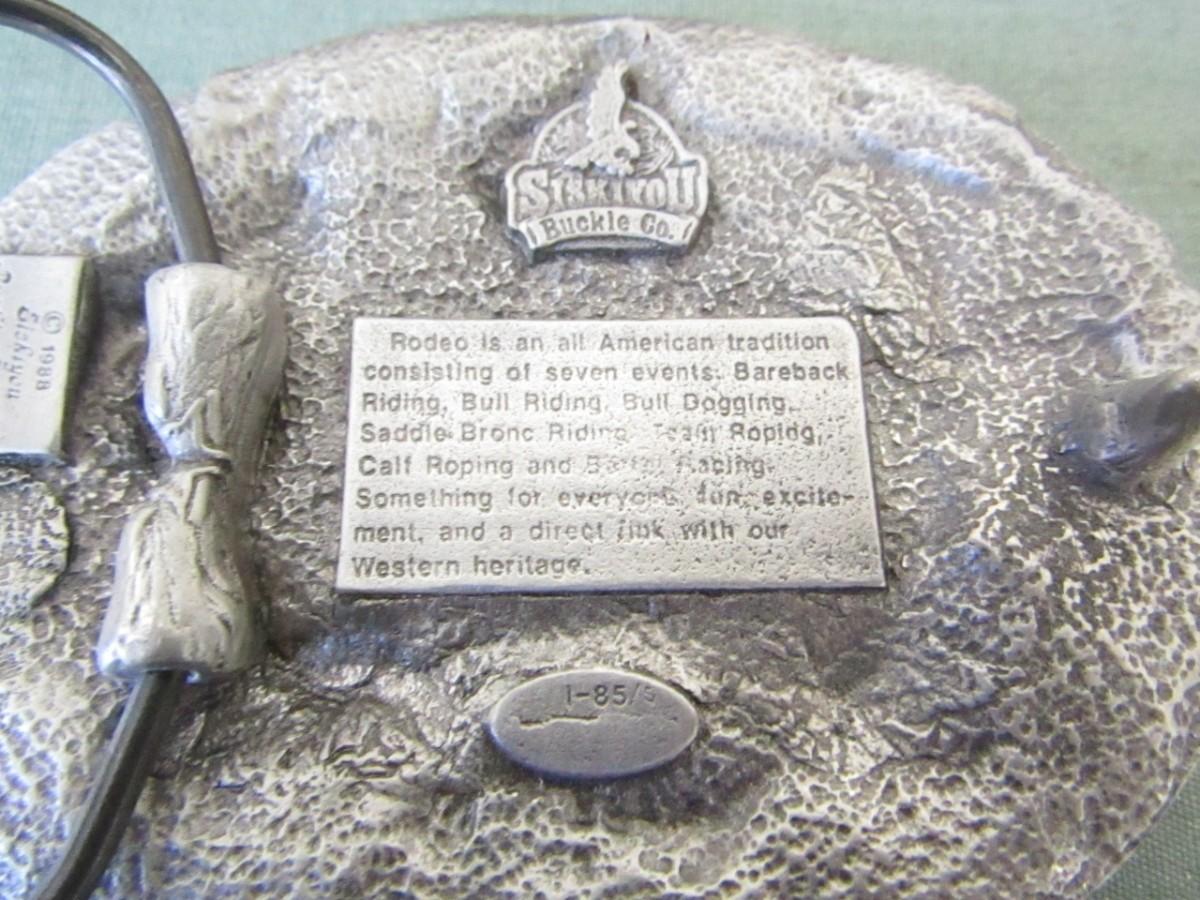 SISKIYOU
Buckle Co.
© 1988
Siskiyou
Rodeo is an all American tradition
consisting of seven events. Bareback
Riding, Bull Riding, Bull Dogging,
Saddle Bronc Riding, Team Roping,
Calf Roping and Barrel Racing.
Something for everyone, fun, excite-
ment, and a direct link with our
Western heritage.
I-85/S